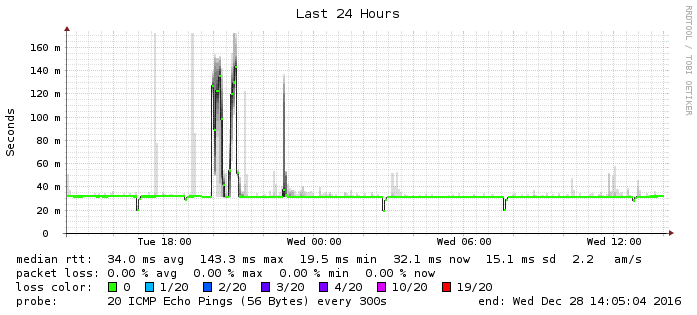 Last 24 Hours
RRDTOOL / TOBI OETIKER
Seconds
160 m
140 m
120 m
100 m
80 m
60 m
40 m
20 m
0
Tue 18:00 Wed 00:00 Wed 06:00 Wed 12:00
median rtt: 34.0 ms avg 143.3 ms max 19.5 ms min 32.1 ms now 15.1 ms sd 2.2 am/s
packet loss: 0.00 % avg 0.00 % max 0.00 % min 0.00 % now
loss color: 0 1/20 2/20 3/20 4/20 10/20 19/20
probe: 20 ICMP Echo Pings (56 Bytes) every 300s end: Wed Dec 28 14:05:04 2016